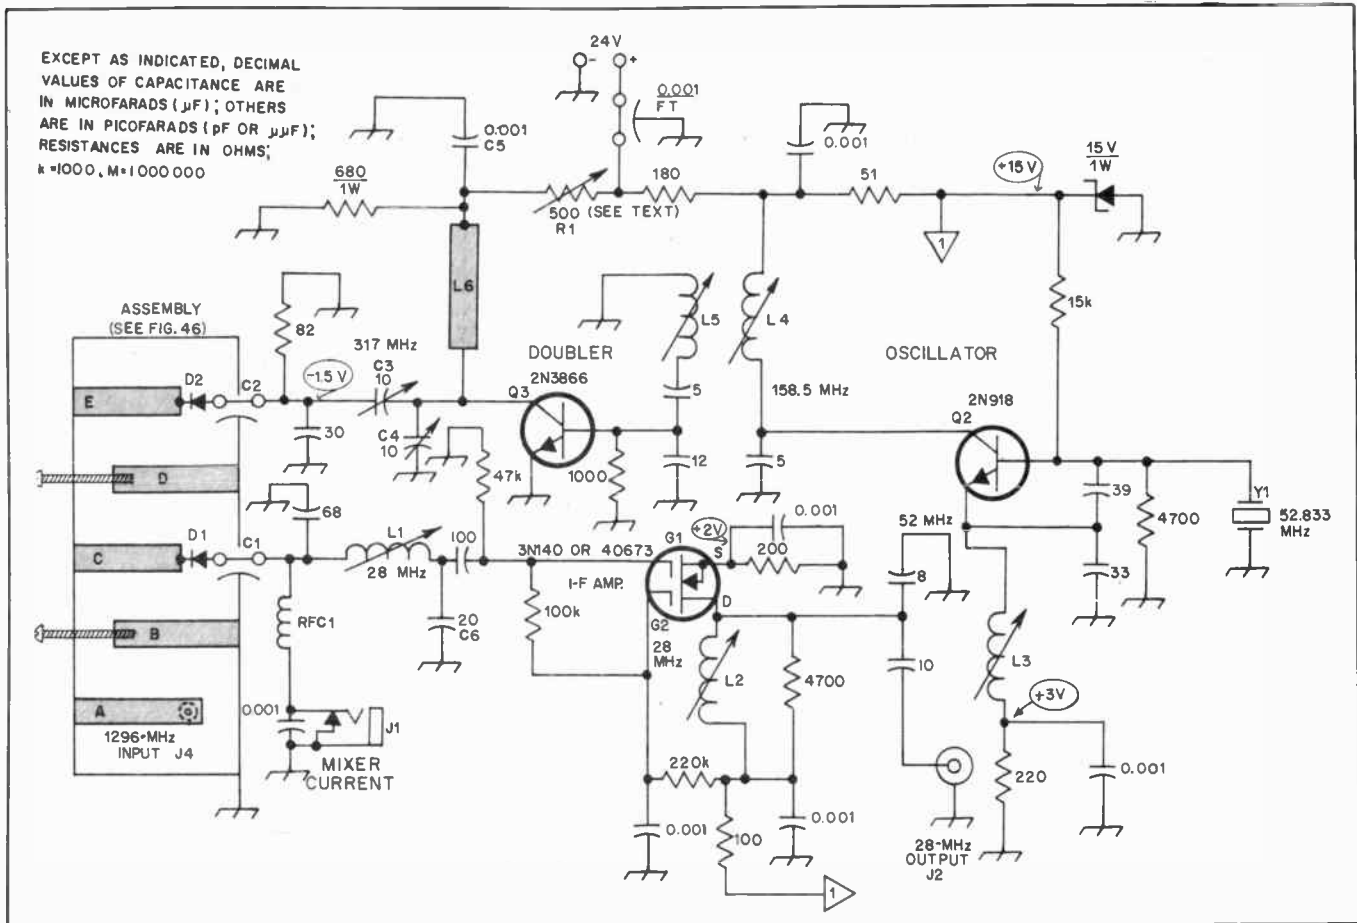 EXCEPT AS INDICATED, DECIMAL
VALUES OF CAPACITANCE ARE
IN MICROFARADS (µF); OTHERS
ARE IN PICOFARADS (pF OR µµF);
RESISTANCES ARE IN OHMS;
k=1000, M=1000000
24V
-
+
0.001
FT
0.001
C5
680
1W
500 (SEE TEXT)
R1
180
0.001
51
+15V
15 V
1W
1
L6
ASSEMBLY
(SEE FIG. 46)
82
317 MHz
DOUBLER
2N3866
Q3
L5
L4
OSCILLATOR
15k
158.5 MHz
2N918
Q2
E
D2
C2
-1.5 V
C3
10
30
C4
10
47k
1000
5
12
5
39
4700
Y1
52.833
MHz
33
D
68
C
D1
C1
L1
28 MHz
100
3N140 OR 40673
I-F AMP.
G1
+2V
S
0.001
200
52 MHz
8
D
G2
28
MHz
100k
20
C6
RFC1
B
L2
4700
10
L3
+3V
A
1296-MHz
INPUT J4
0.001
J1
MIXER
CURRENT
220k
0.001
100
0.001
1
28-MHz
OUTPUT
J2
220
0.001